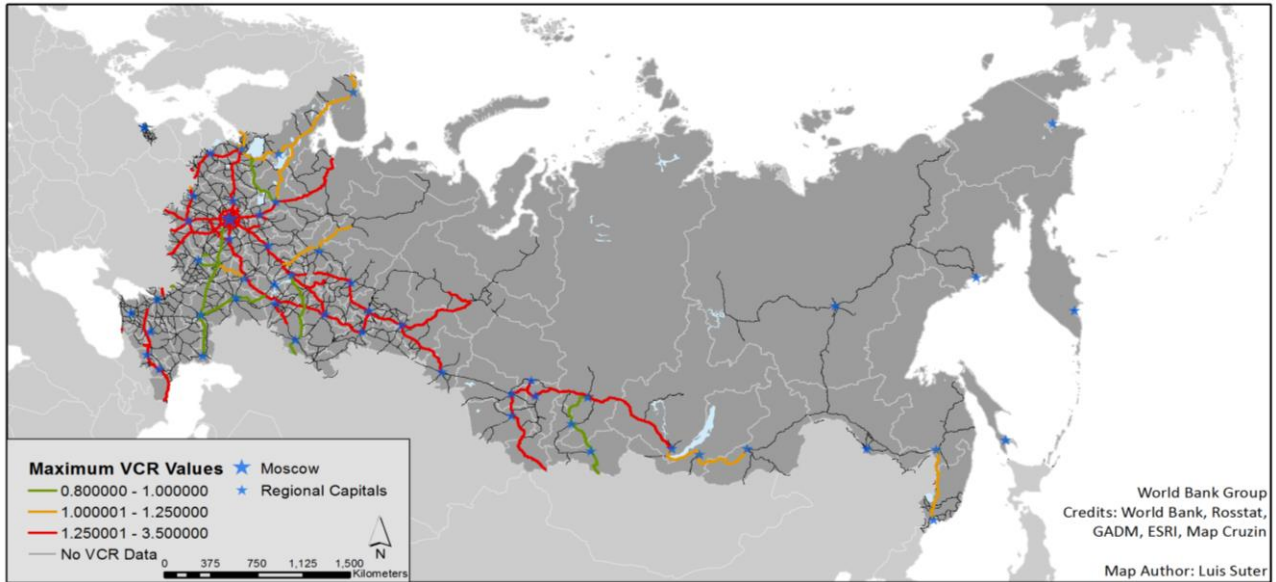 Maximum VCR Values
0.800000 - 1.000000
1.000001 - 1.250000
1.250001 - 3.500000
No VCR Data
Moscow
Regional Capitals
N
0 375 750 1,125 1,500
Kilometers
World Bank Group
Credits: World Bank, Rosstat,
GADM, ESRI, Map Cruzin
Map Author: Luis Suter